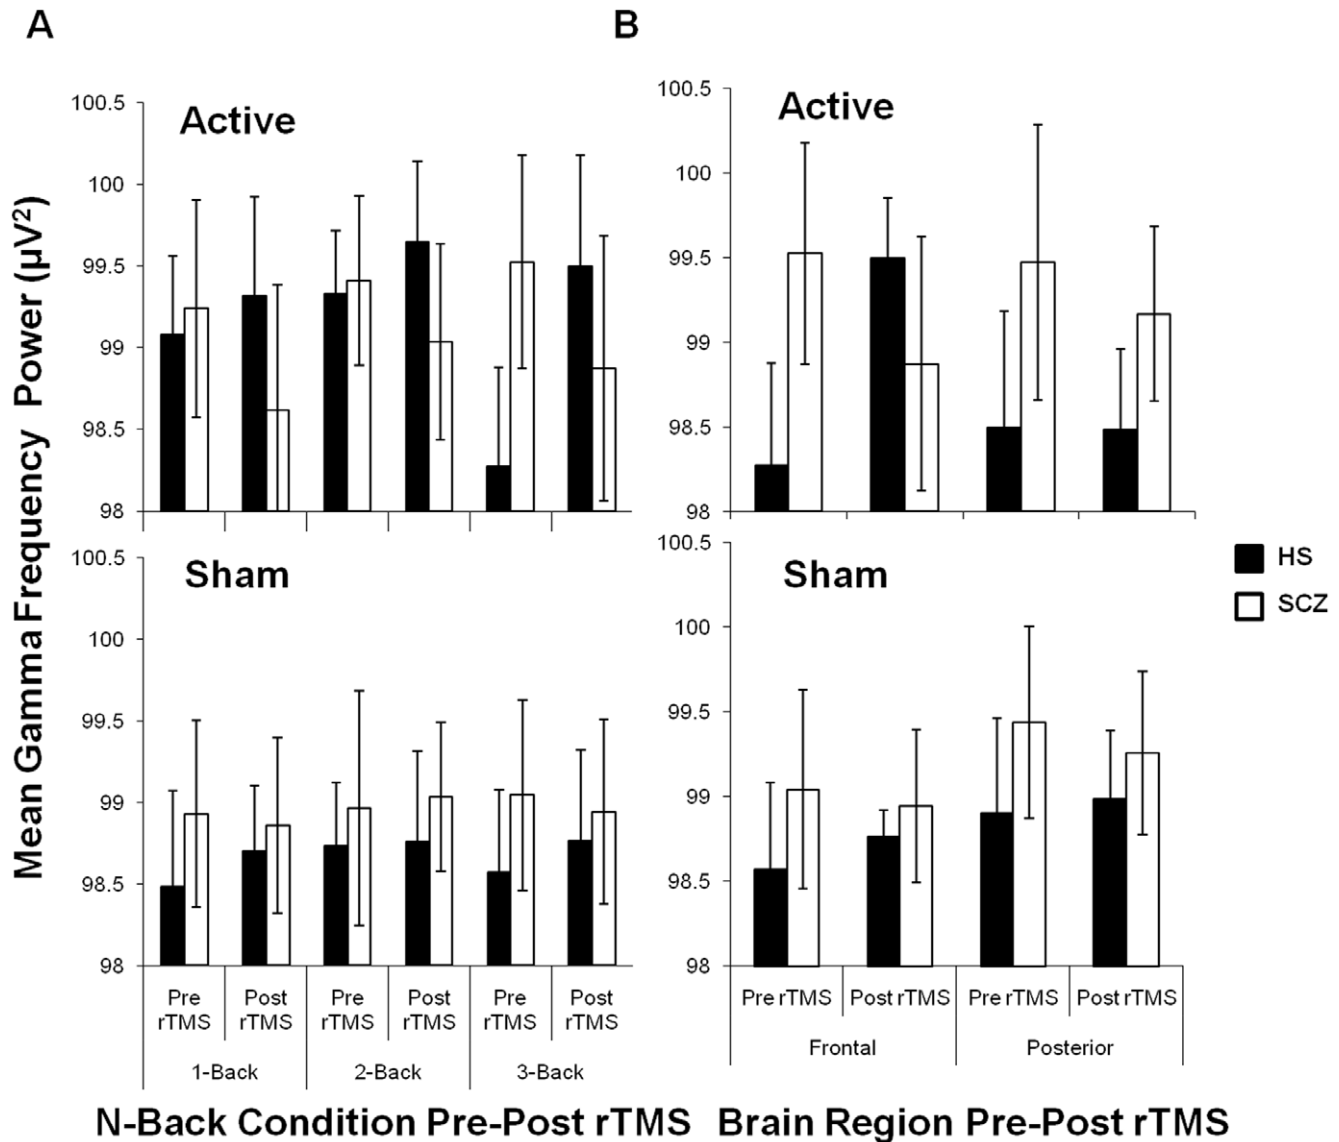 A
B
Mean Gamma Frequency Power (µV²)
Active
100.5
100
99.5
99
98.5
98
Active
100.5
100
99.5
99
98.5
98
Sham
100.5
100
99.5
99
98.5
98
Sham
100.5
100
99.5
99
98.5
98
HS
SCZ
Pre rTMS
Post rTMS
Pre rTMS
Post rTMS
Pre rTMS
Post rTMS
1-Back
2-Back
3-Back
Pre rTMS
Post rTMS
Pre rTMS
Post rTMS
Frontal
Posterior
N-Back Condition Pre-Post rTMS
Brain Region Pre-Post rTMS